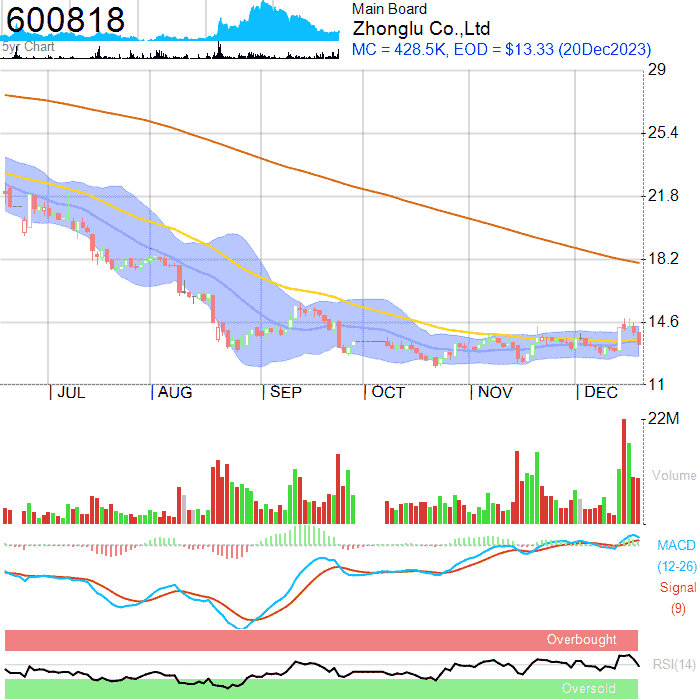 600818
5yr Chart
Main Board
Zhonglu Co.,Ltd
MC = 428.5K, EOD = $13.33 (20Dec2023)
29
25.4
21.8
18.2
14.6
11
JUL AUG SEP OCT NOV DEC
22M
Volume
MACD
(12-26)
Signal
(9)
Overbought
RSI(14)
Oversold